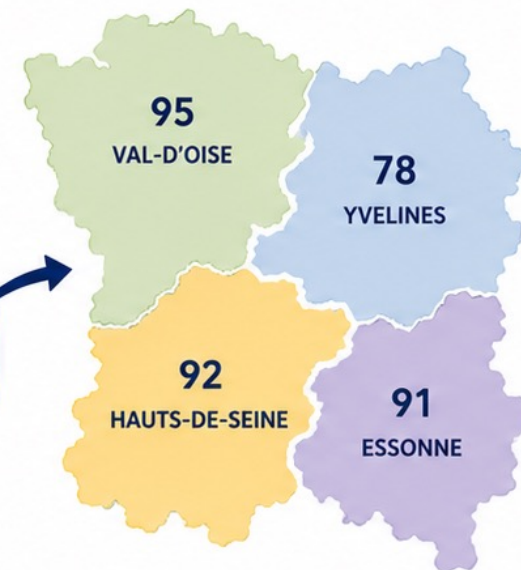 95
VAL-D'OISE
78
YVELINES
92
HAUTS-DE-SEINE
91
ESSONNE